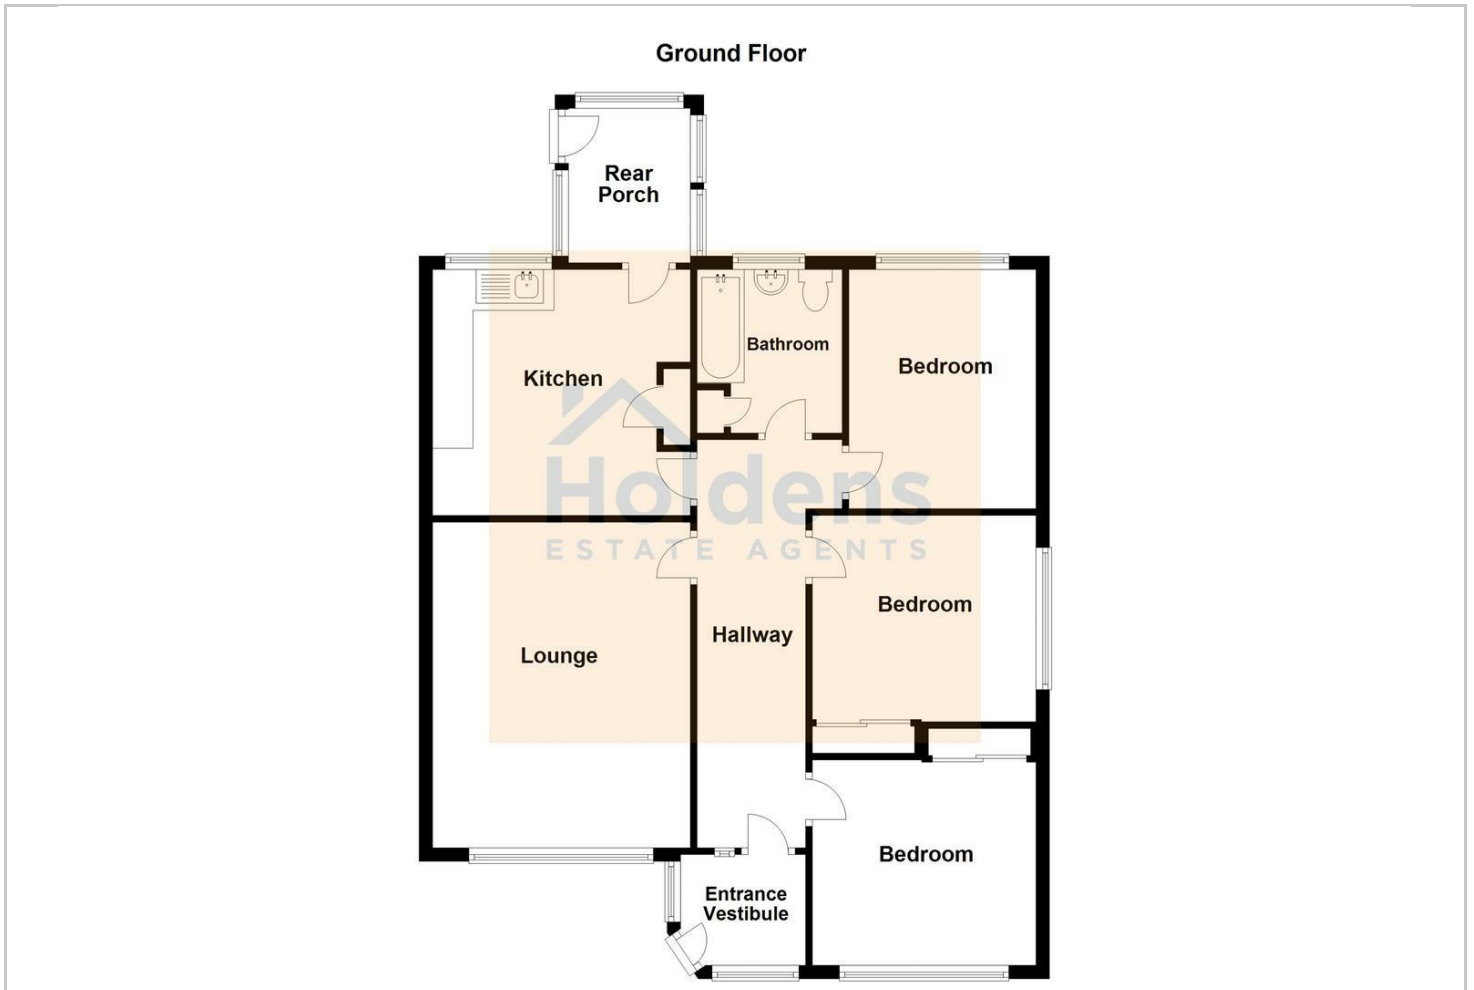 Ground Floor
Rear
Porch
Kitchen
Bathroom
Bedroom
Holdens
ESTATE AGENTS
Bedroom
Hallway
Lounge
Bedroom
Entrance
Vestibule